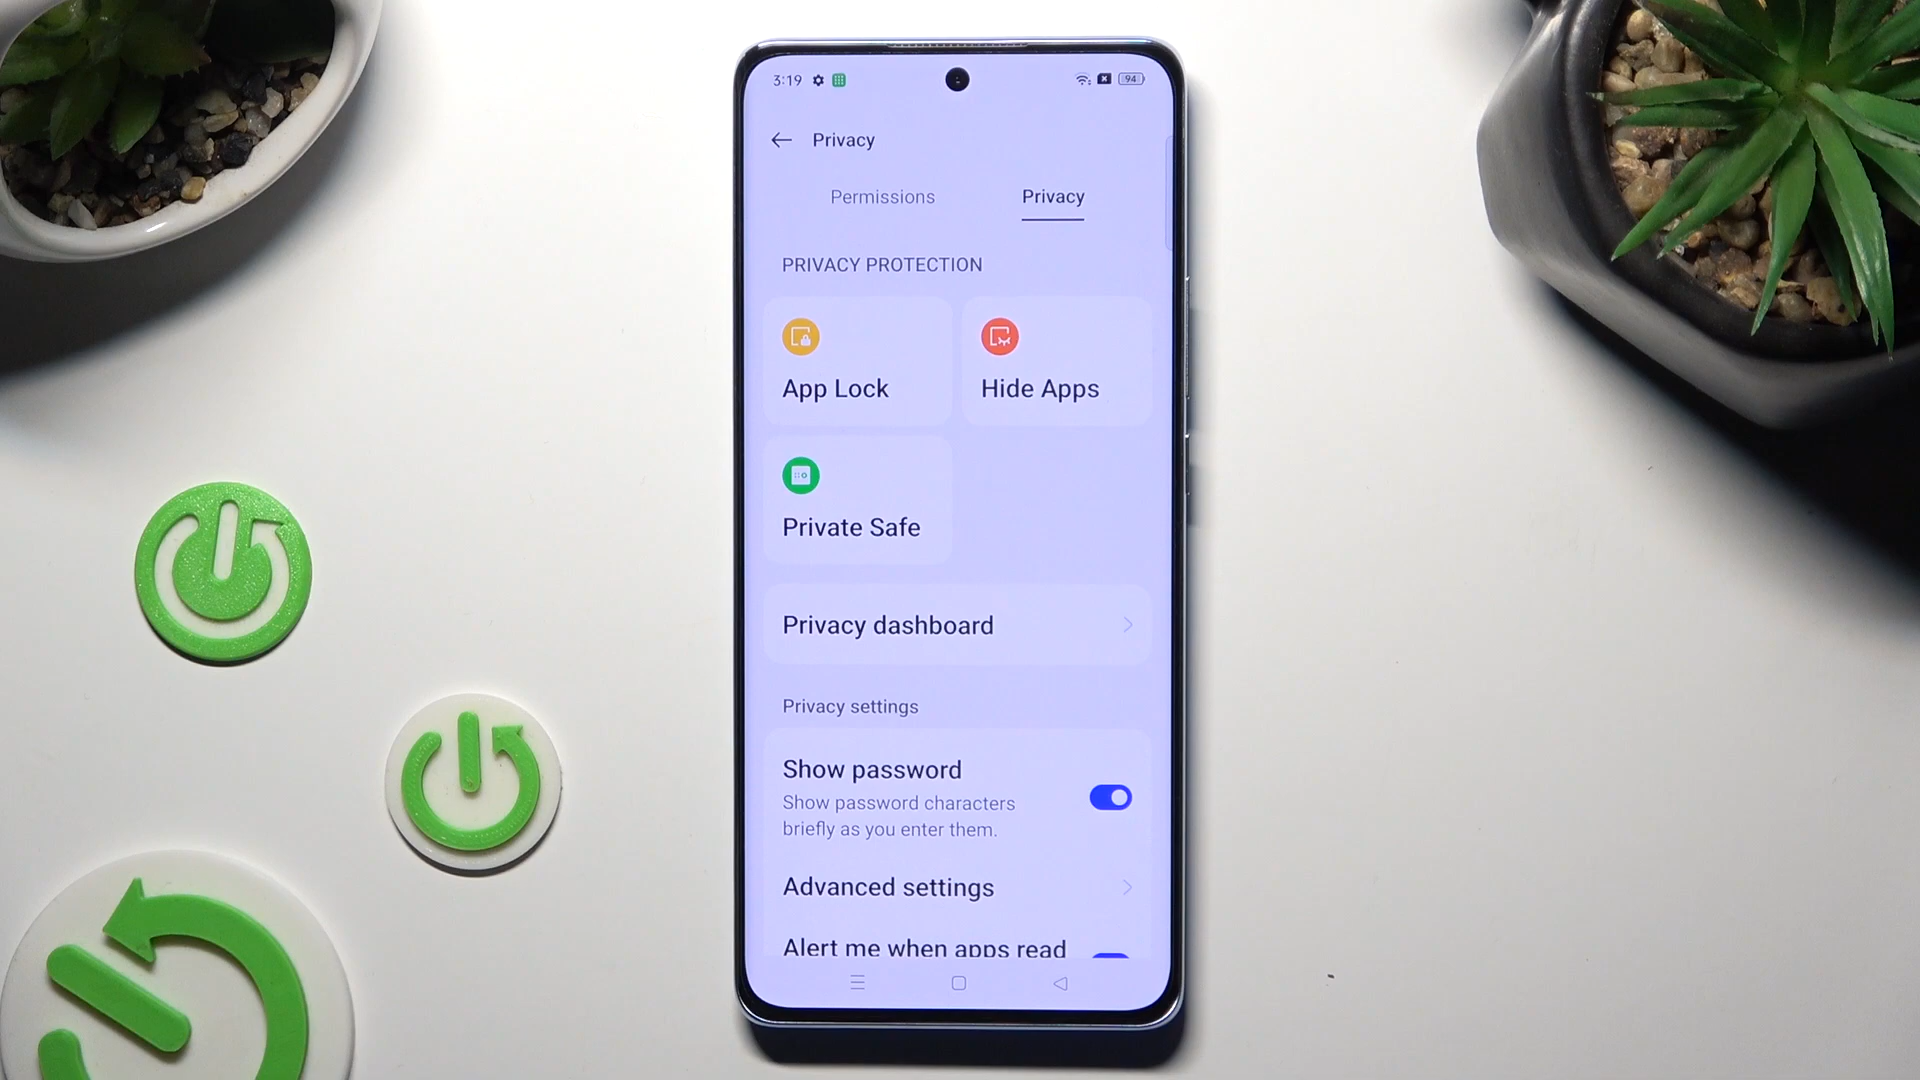 3:19
94
Privacy
Permissions Privacy
PRIVACY PROTECTION
App Lock Hide Apps
Private Safe
Privacy dashboard
Privacy settings
Show password
Show password characters
briefly as you enter them.
Advanced settings
Alert me when apps read